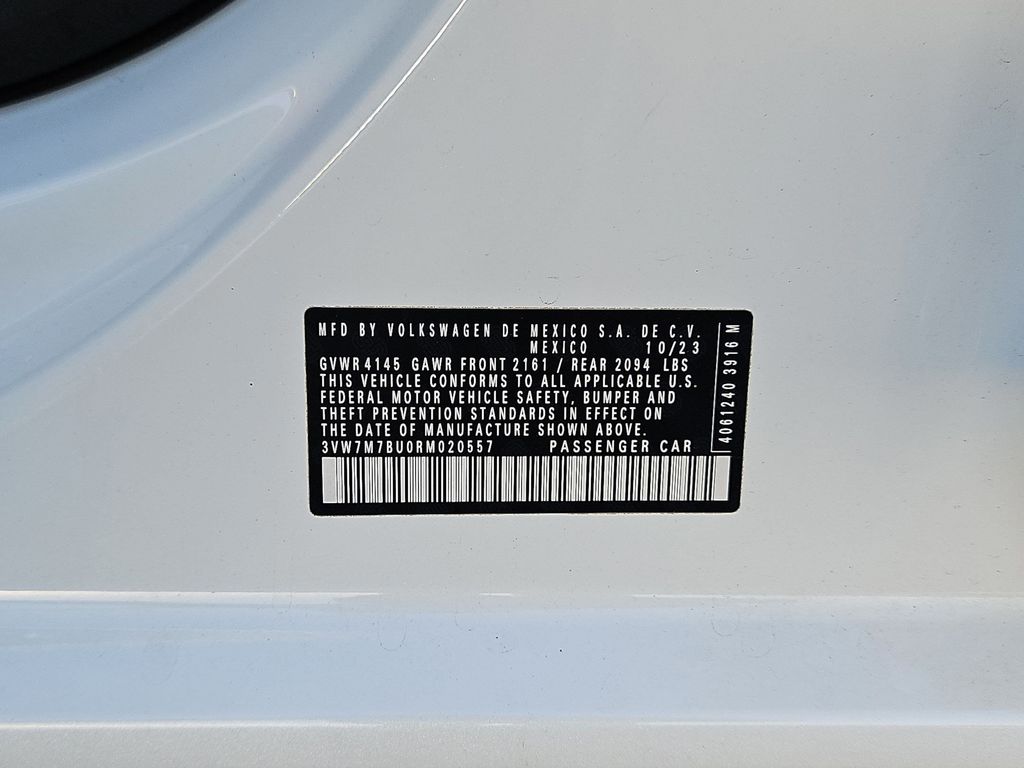 MFD BY VOLKSWAGEN DE MEXICO S.A. DE C.V.
MEXICO 10/23
GVWR 4145 GAWR FRONT 2161 / REAR 2094 LBS
THIS VEHICLE CONFORMS TO ALL APPLICABLE U.S.
FEDERAL MOTOR VEHICLE SAFETY, BUMPER AND
THEFT PREVENTION STANDARDS IN EFFECT ON
THE DATE OF MANUFACTURE SHOWN ABOVE.
3VW7M7BU0RM020557 PASSENGER CAR
4061240 3916 M